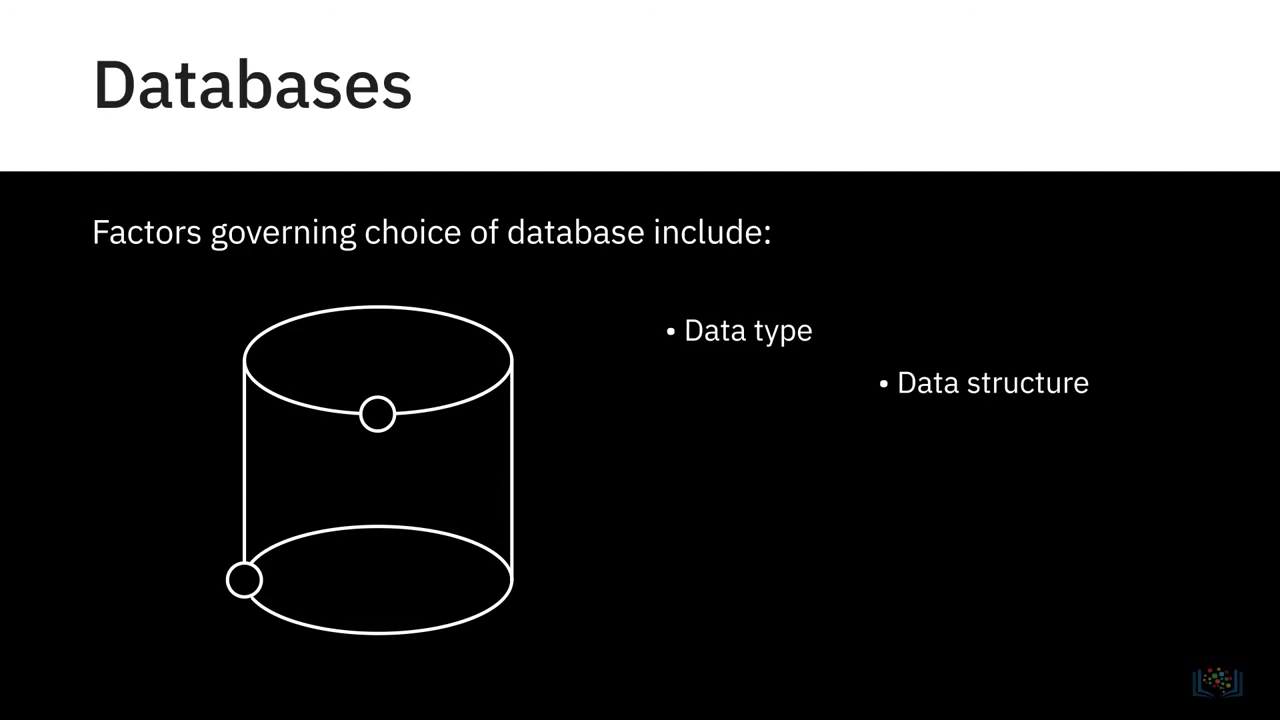 Databases
Factors governing choice of database include:
• Data type
• Data structure